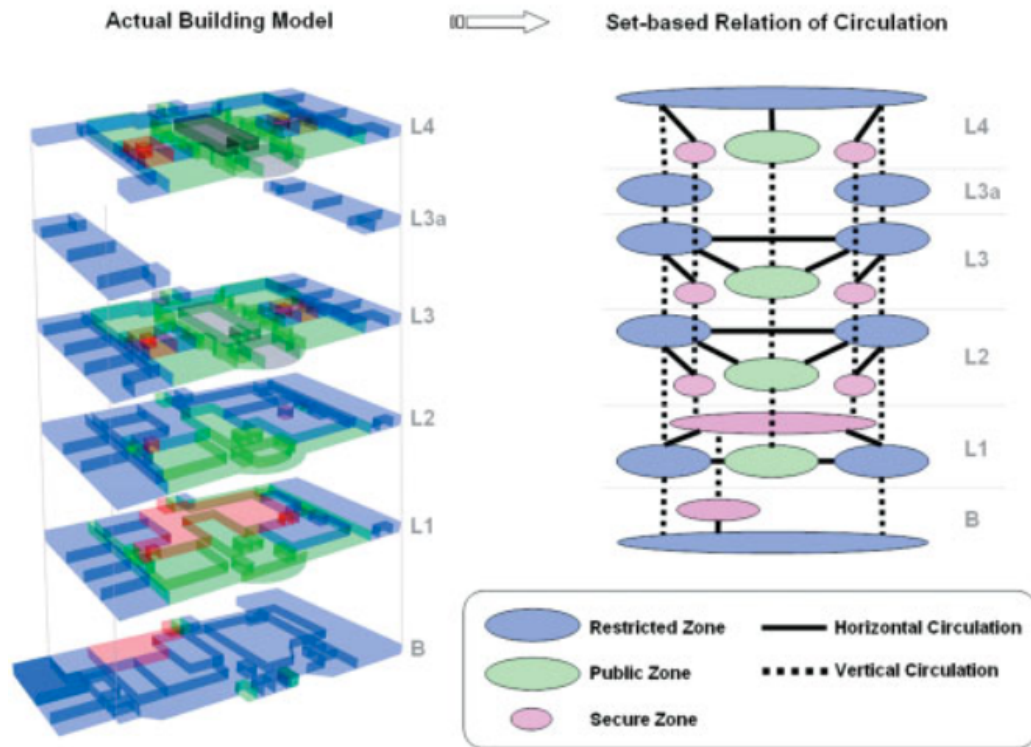 Actual Building Model
Set-based Relation of Circulation
L4
L3a
L3
L2
L1
B
L4
L3a
L3
L2
L1
B
Restricted Zone
Horizontal Circulation
Public Zone
Vertical Circulation
Secure Zone